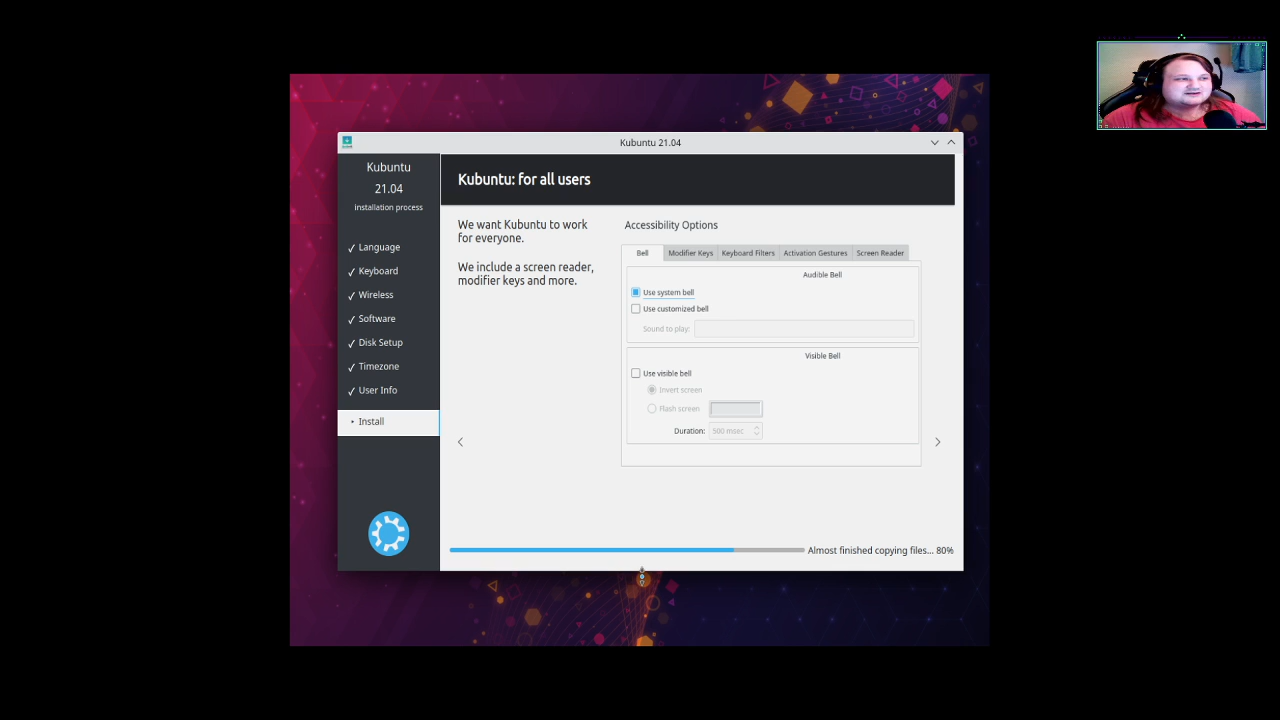 Kubuntu 21.04
Kubuntu
21.04
installation process
✓ Language
✓ Keyboard
✓ Wireless
✓ Software
✓ Disk Setup
✓ Timezone
✓ User Info
Install
Kubuntu: for all users
We want Kubuntu to work
for everyone.
We include a screen reader,
modifier keys and more.
Accessibility Options
Bell Modifier Keys Keyboard Filters Activation Gestures Screen Reader
Audible Bell
Use system bell
Use customized bell
Sound to play:
Visible Bell
Use visible bell
Invert screen
Flash screen
Duration: 500 msec
Almost finished copying files... 80%